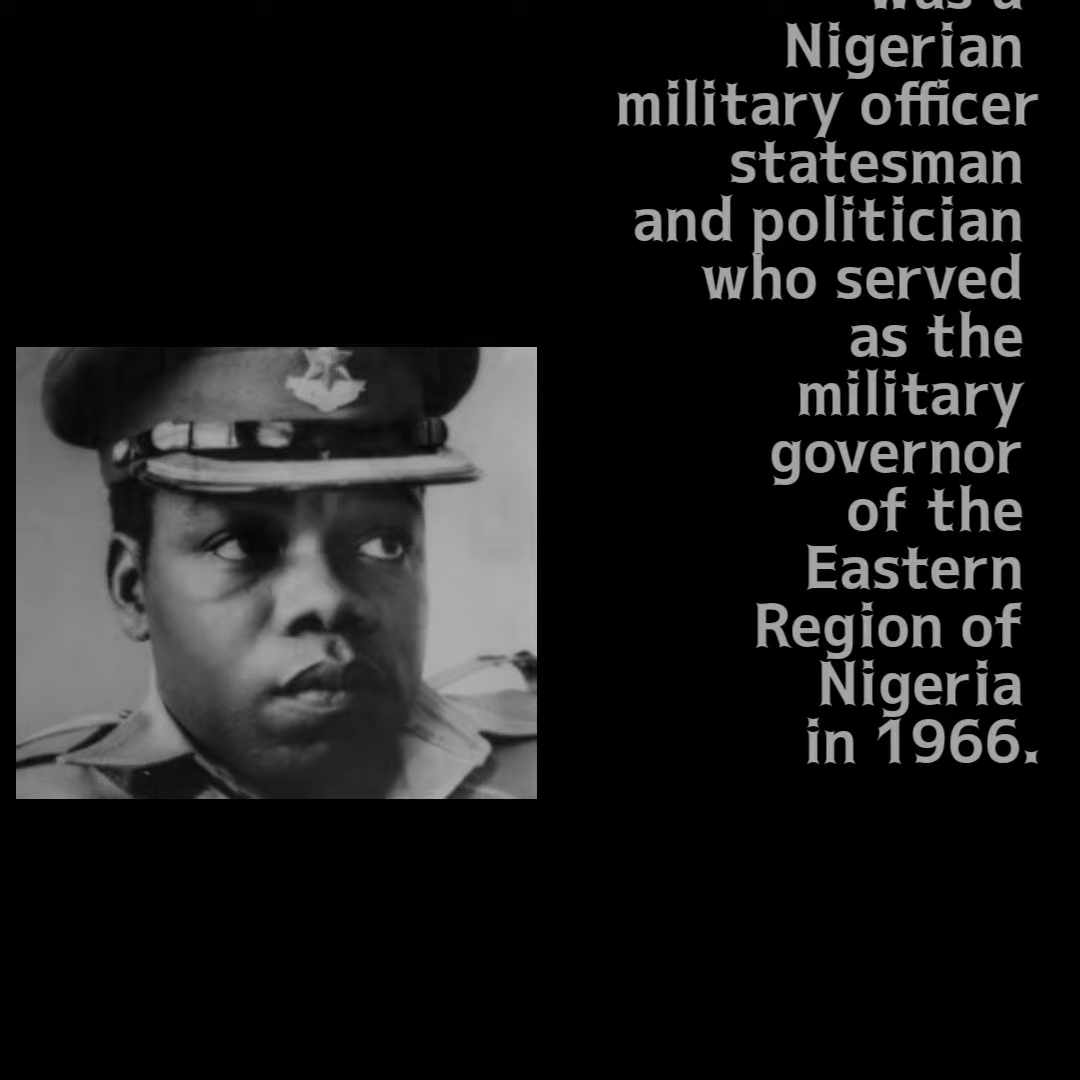 was a
Nigerian
military officer
statesman
and politician
who served
as the
military
governor
of the
Eastern
Region of
Nigeria
in 1966.